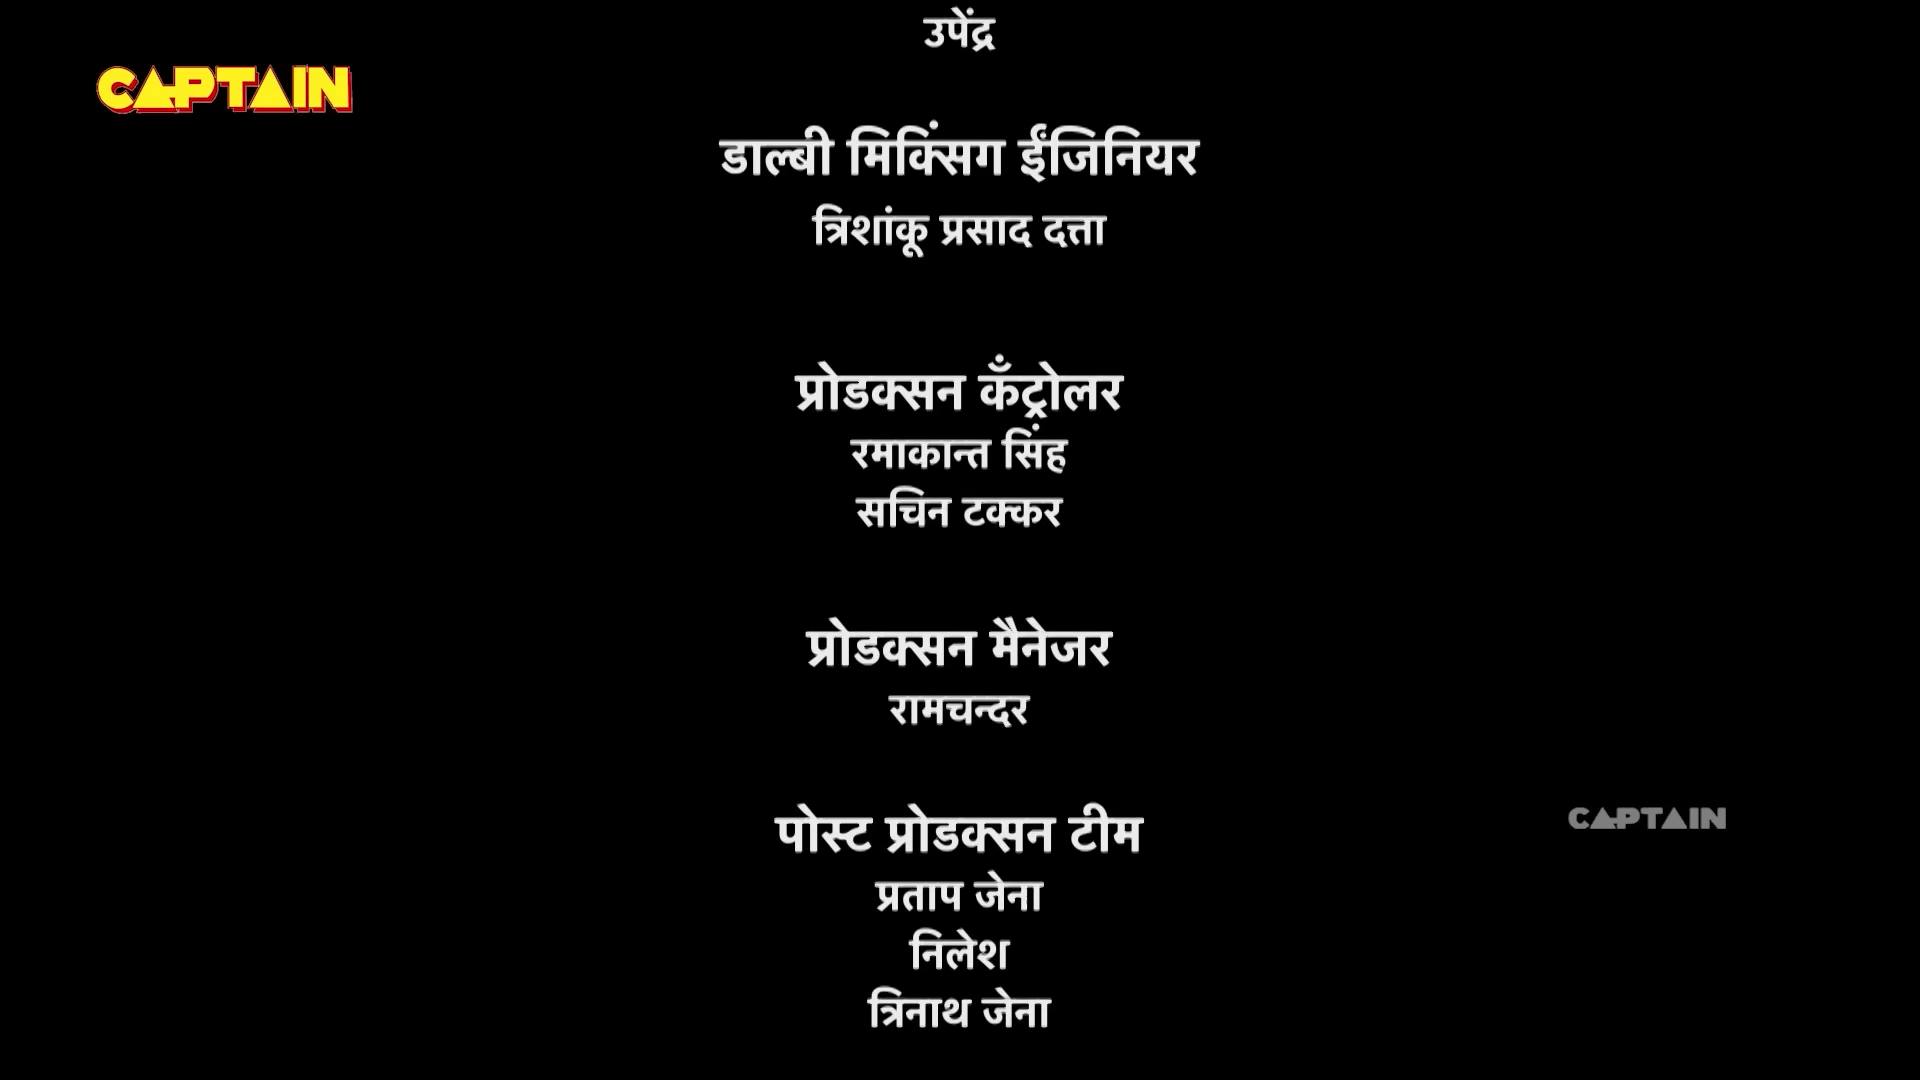 उपेंद्र
CAPTAIN
डाल्बी मिक्सिंग ईंजिनियर
त्रिशांकू प्रसाद दत्ता
प्रोडक्सन कँट्रोलर
रमाकान्त सिंह
सचिन टक्कर
प्रोडक्सन मैनेजर
रामचन्दर
पोस्ट प्रोडक्सन टीम
CAPTAIN
प्रताप जेना
निलेश
त्रिनाथ जेना